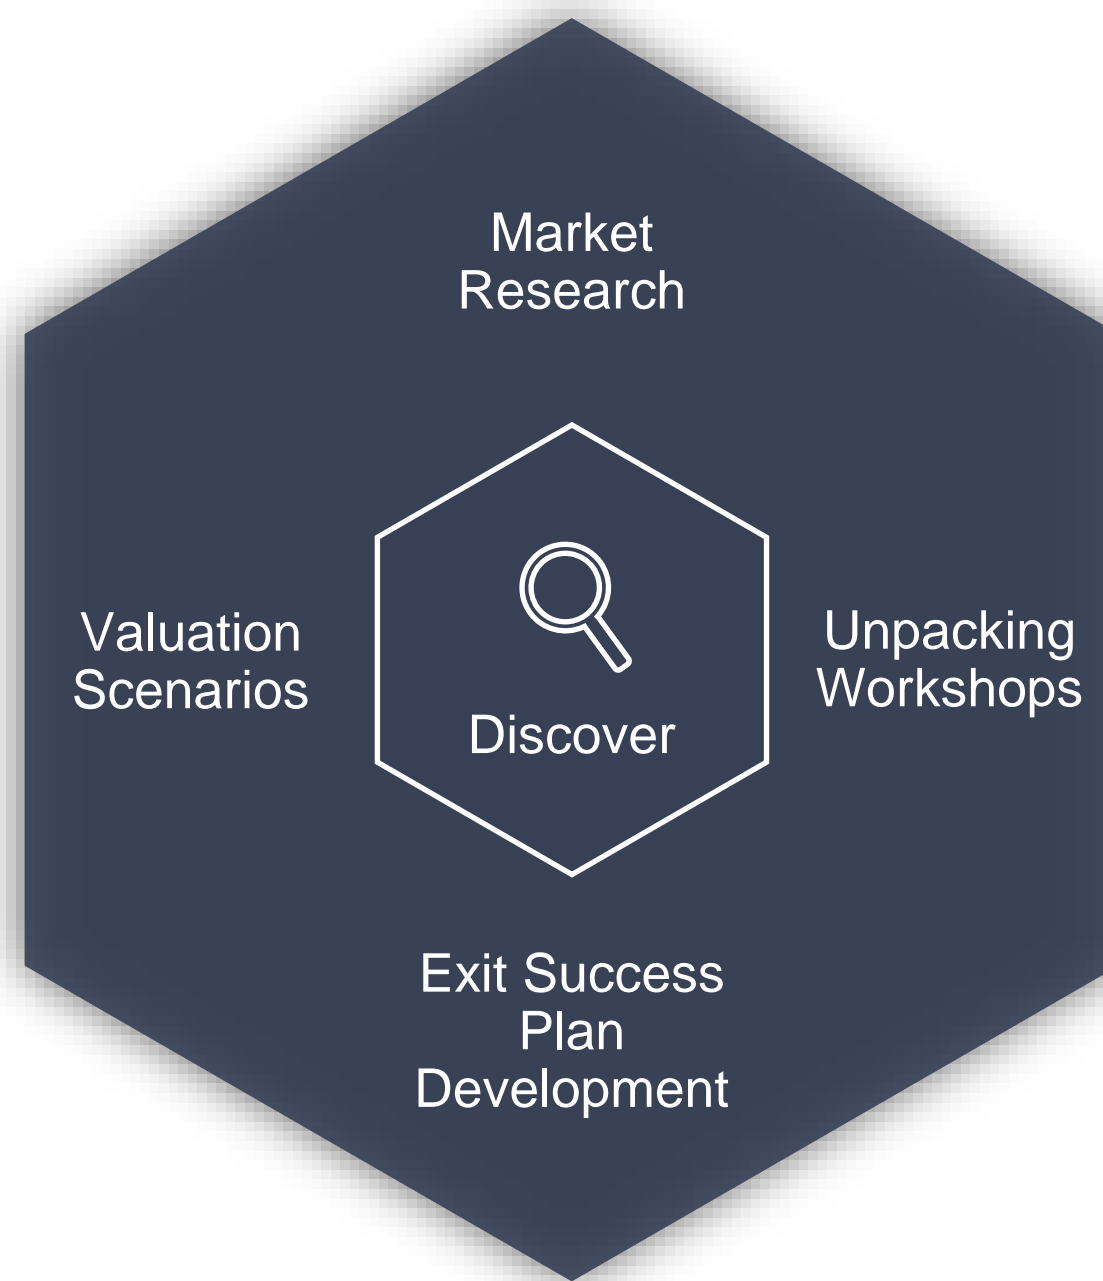 Market
Research
Valuation
Scenarios
Discover
Unpacking
Workshops
Exit Success
Plan
Development